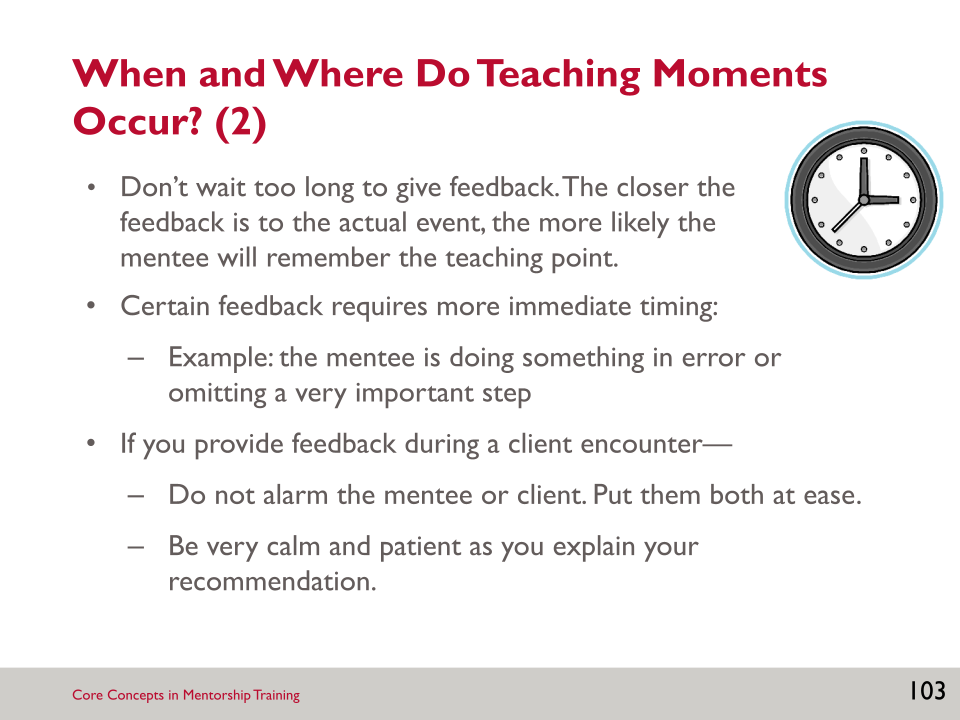 When and Where Do Teaching Moments
Occur? (2)
• Don’t wait too long to give feedback. The closer the
feedback is to the actual event, the more likely the
mentee will remember the teaching point.
• Certain feedback requires more immediate timing:
– Example: the mentee is doing something in error or
omitting a very important step
• If you provide feedback during a client encounter—
– Do not alarm the mentee or client. Put them both at ease.
– Be very calm and patient as you explain your
recommendation.
Core Concepts in Mentorship Training
103